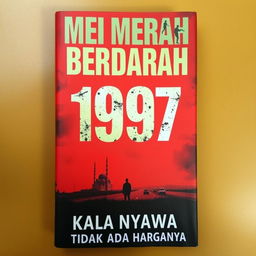 MEI MERAH
BERDARAH
1997
KALA NYAWA
TIDAK ADA HARGANYA